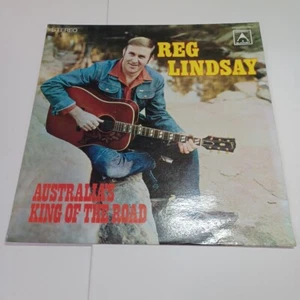 STEREO
REG
LINDSAY
AUSTRALIA'S
KING OF THE ROAD